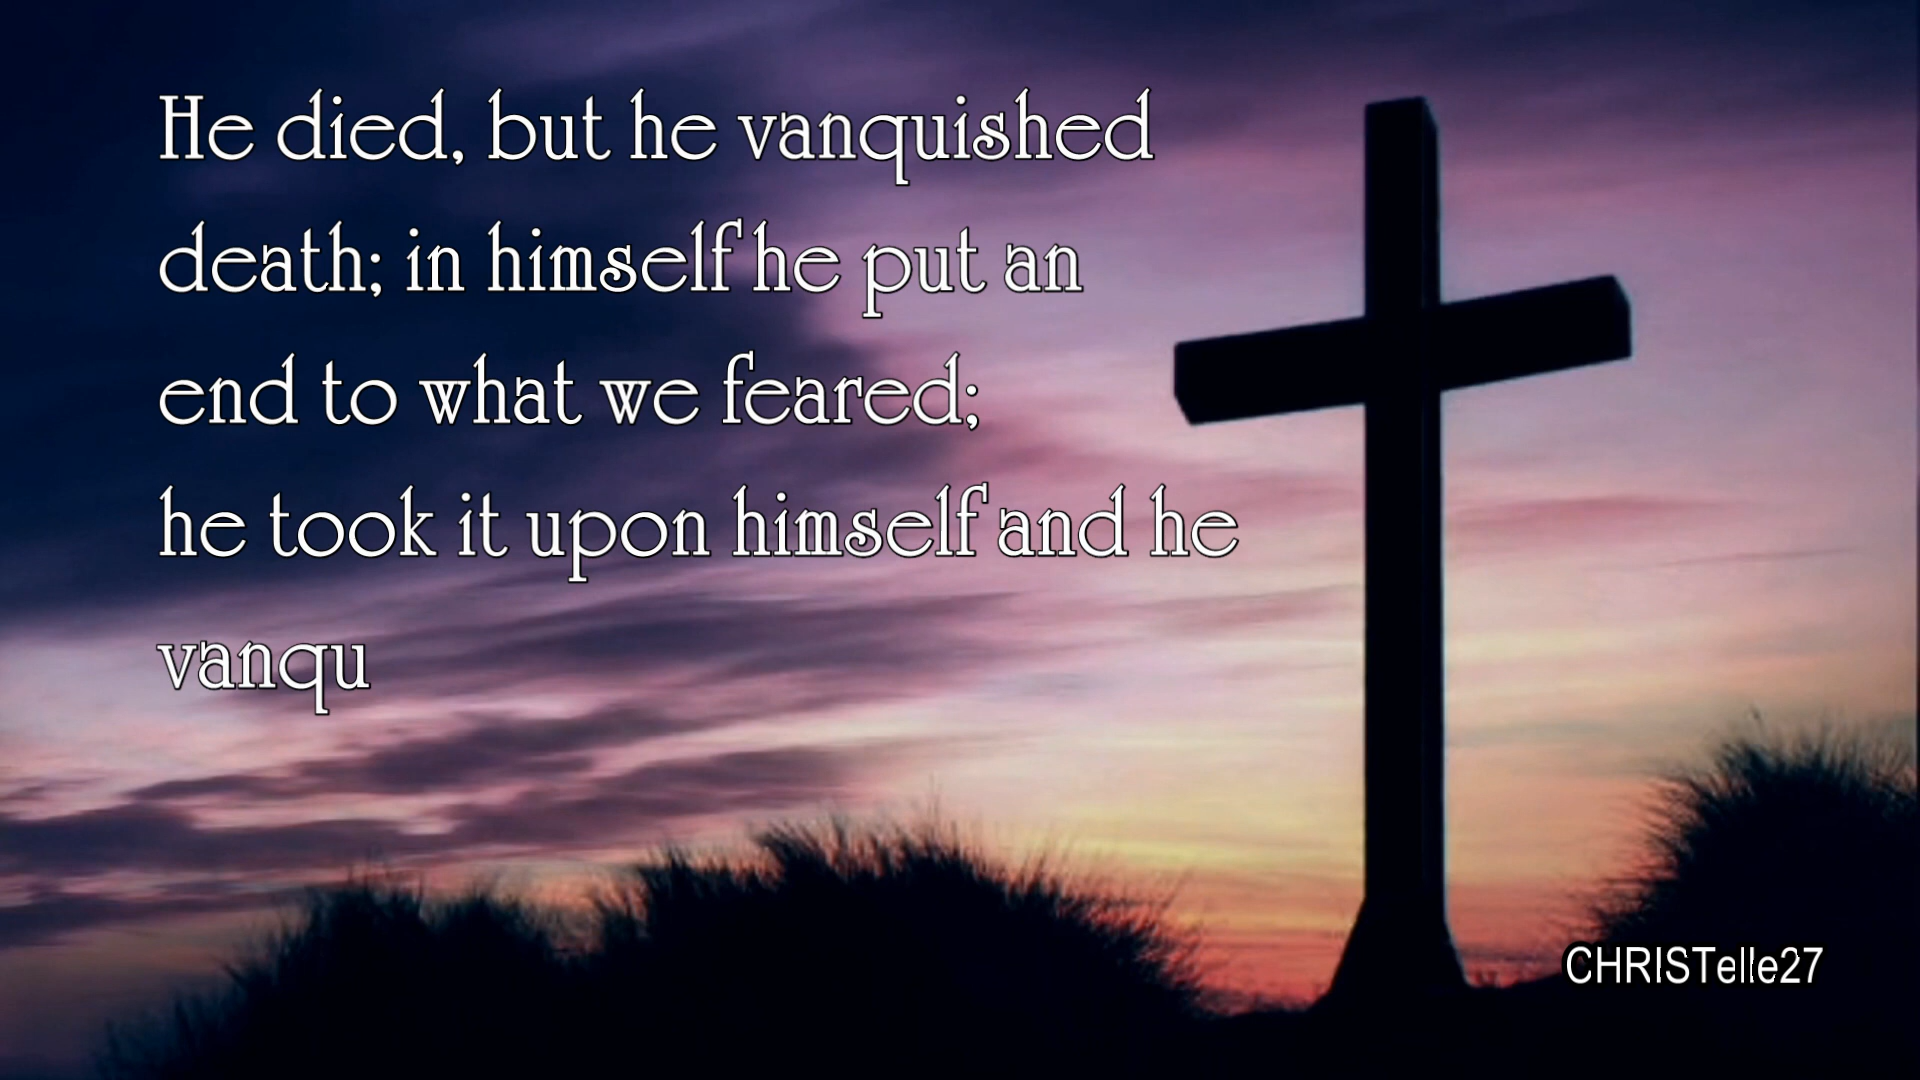 He died, but he vanquished
death; in himself he put an
end to what we feared;
he took it upon himself and he
vanqu
CHRISTelle27